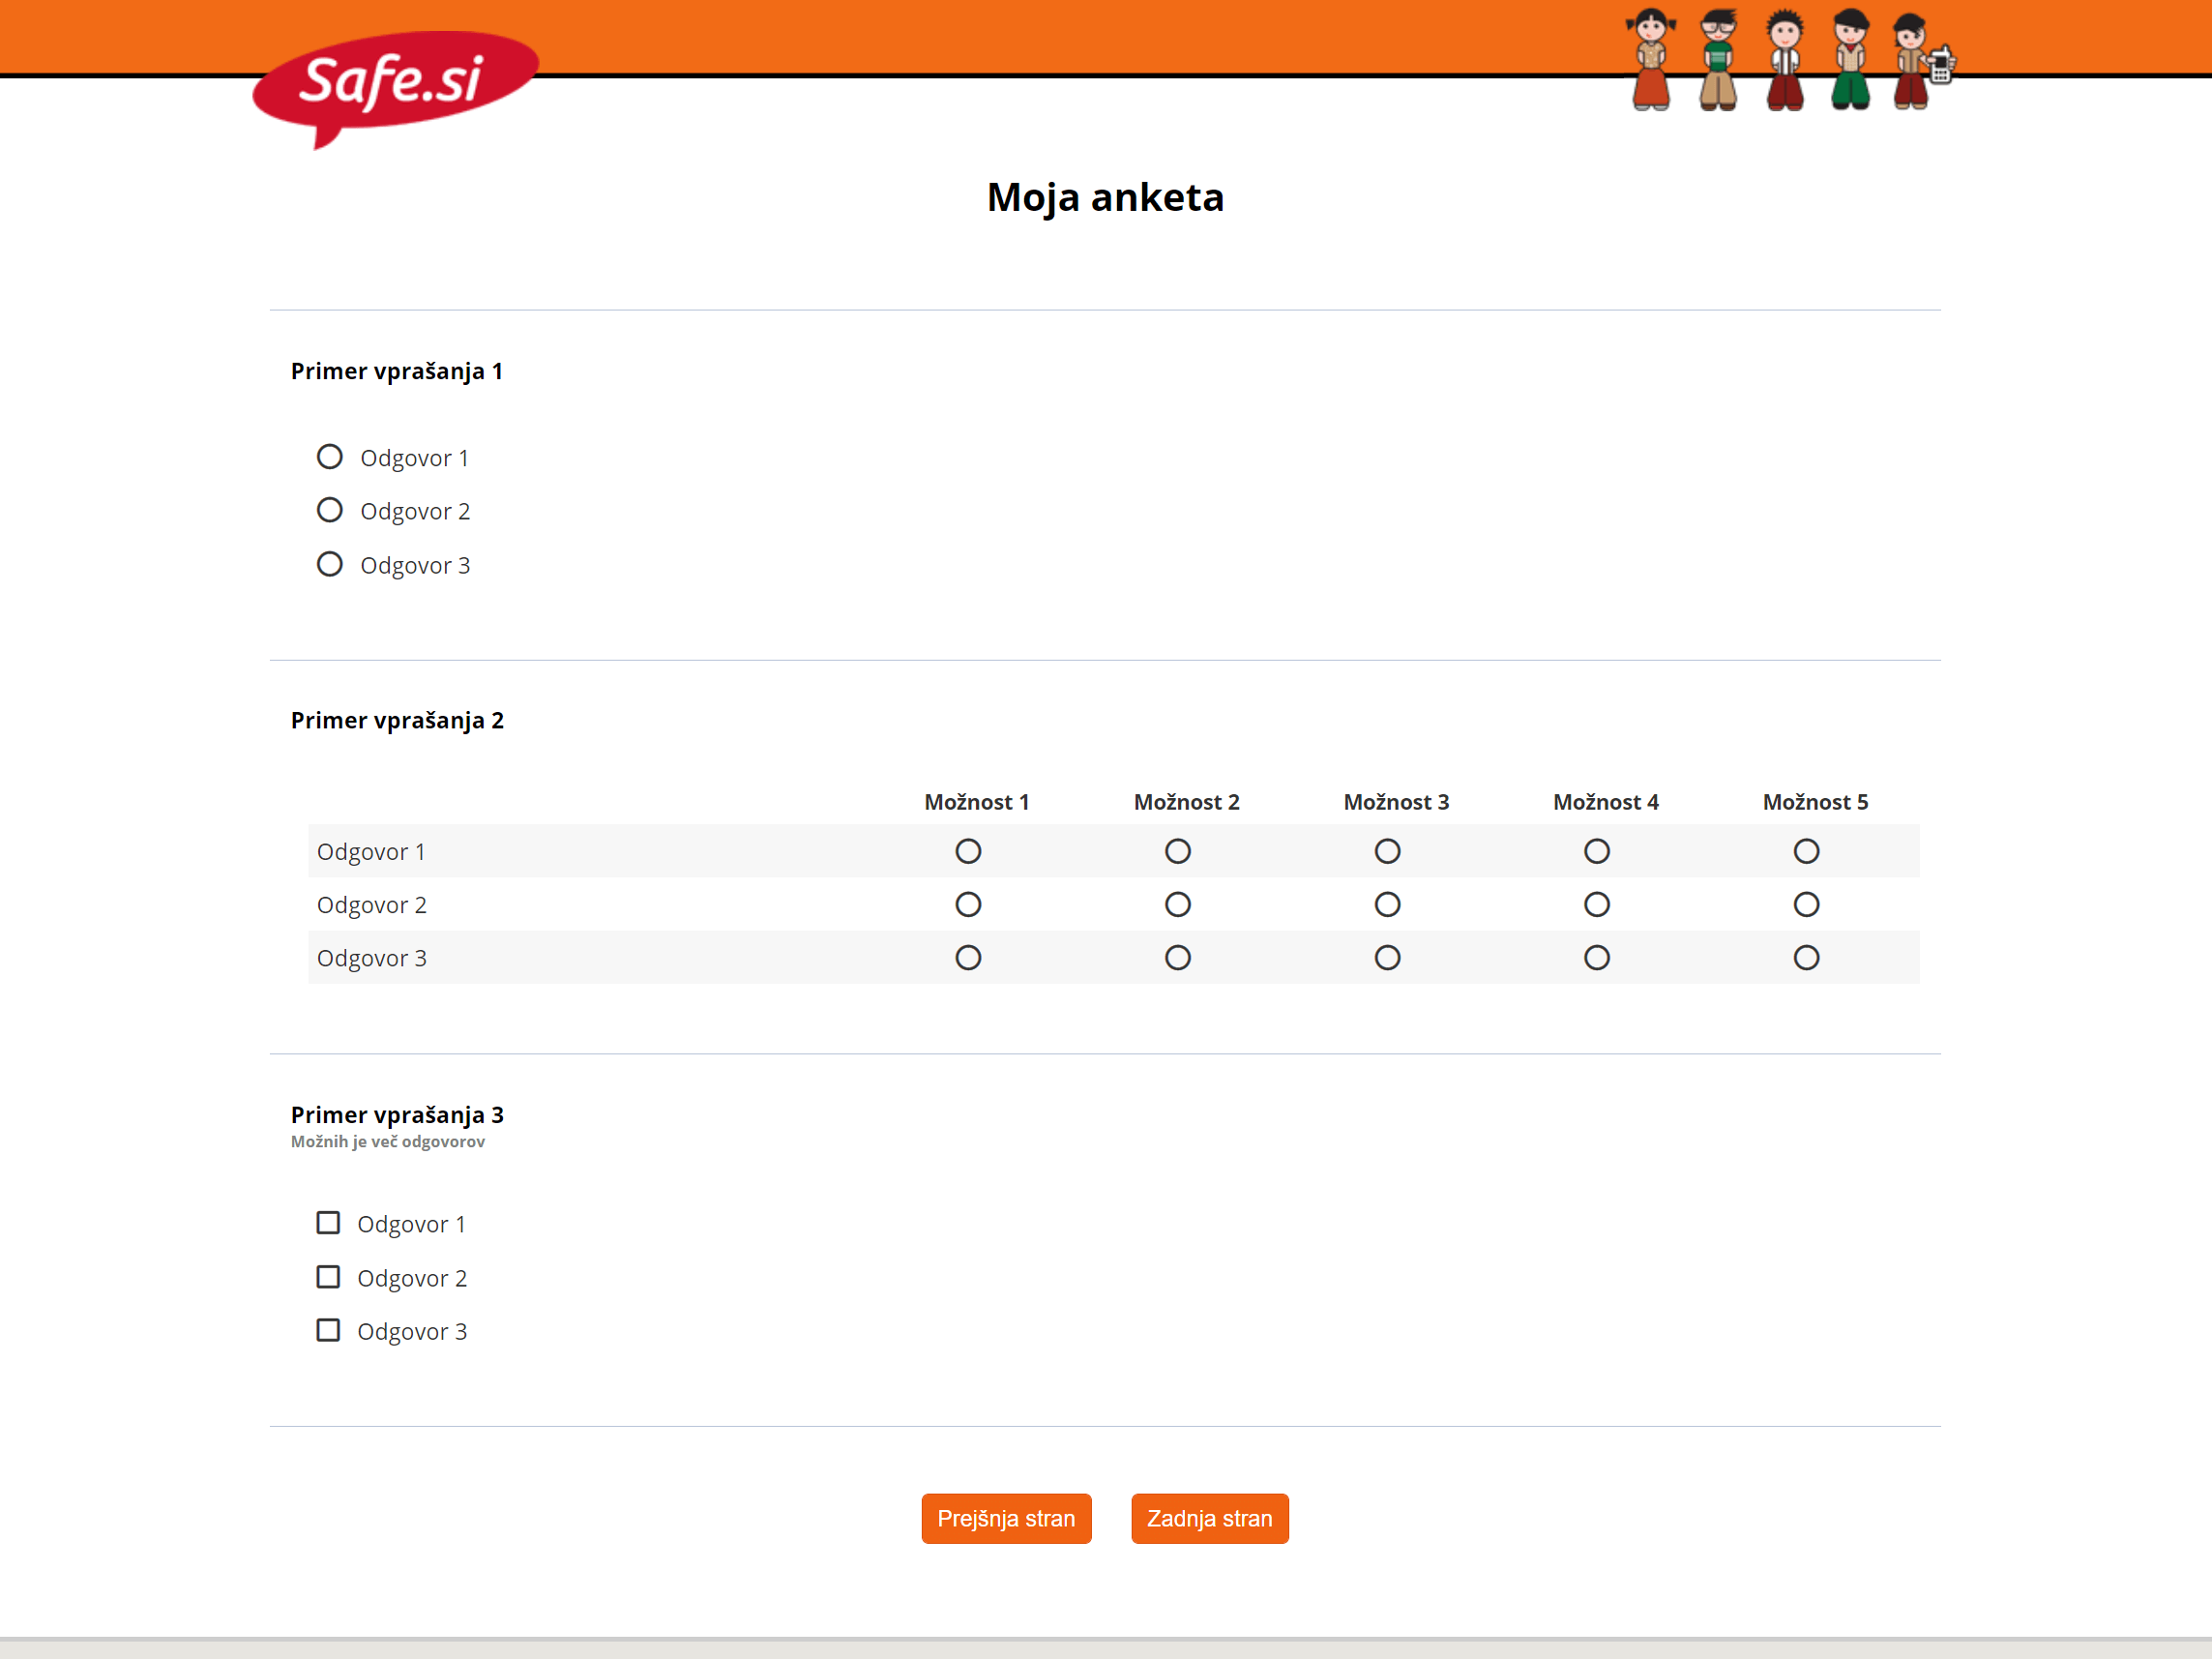 Safe.si
Moja anketa
Primer vprašanja 1
Odgovor 1
Odgovor 2
Odgovor 3
Primer vprašanja 2
Možnost 1 Možnost 2 Možnost 3 Možnost 4 Možnost 5
Odgovor 1
Odgovor 2
Odgovor 3
Primer vprašanja 3
Možnih je več odgovorov
Odgovor 1
Odgovor 2
Odgovor 3
Prejšnja stran Zadnja stran